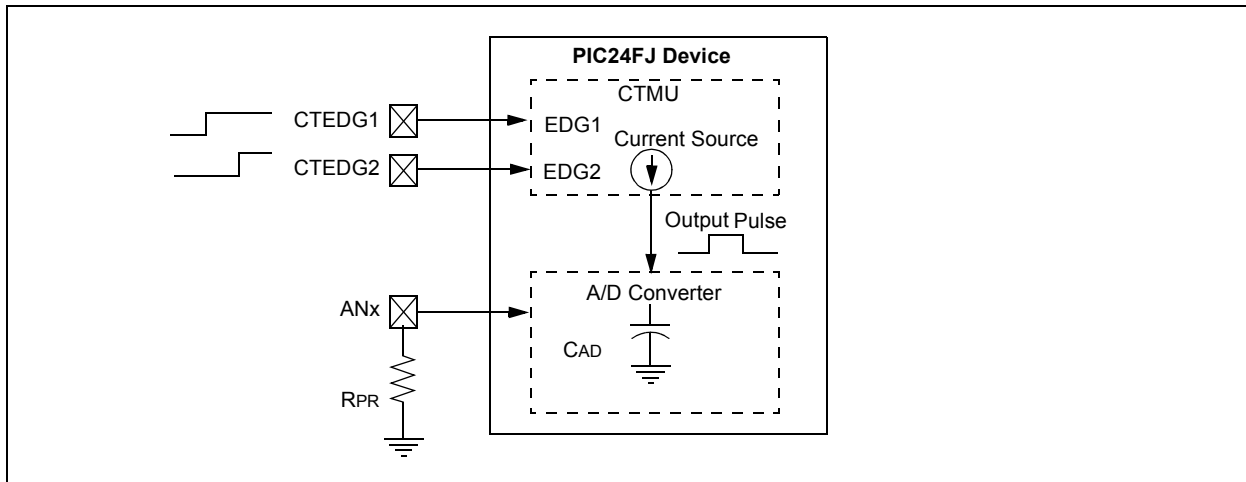 PIC24FJ Device
CTMU
CTEDG1
EDG1
Current Source
CTEDG2
EDG2
Output Pulse
A/D Converter
ANx
CAD
RPR